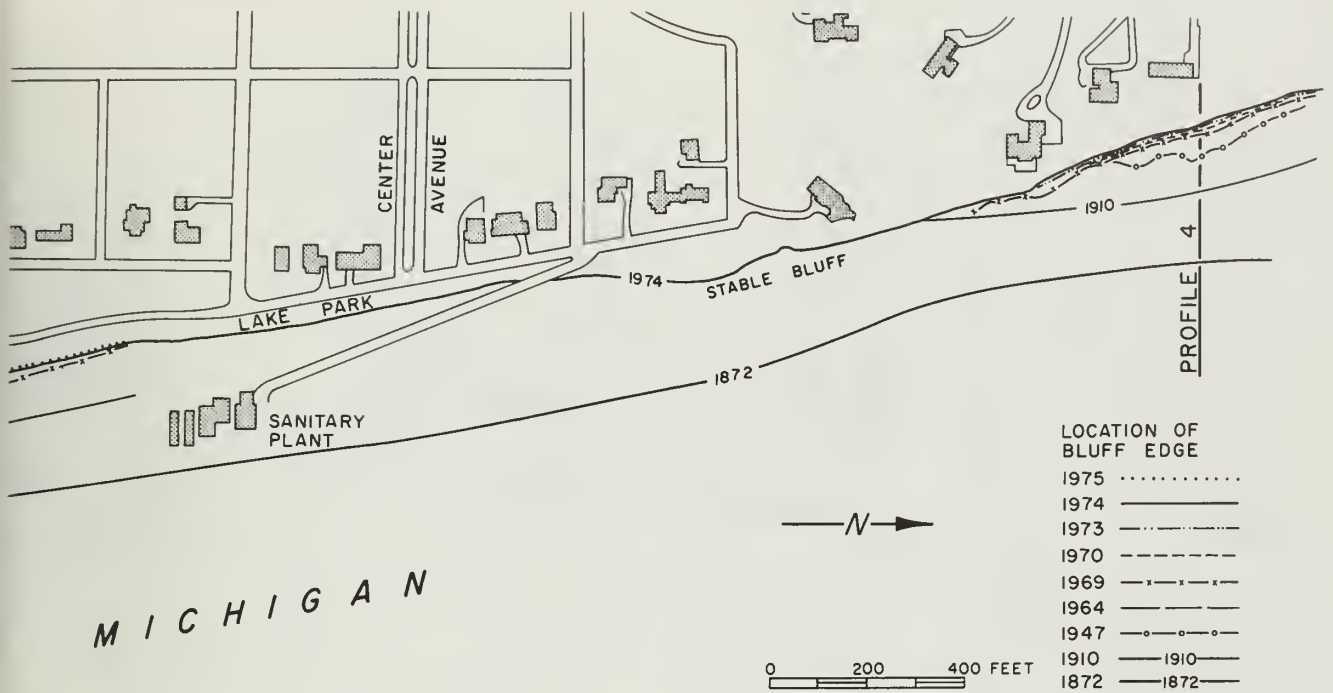 CENTER
AVENUE
1910
PROFILE 4
1974
STABLE BLUFF
LAKE PARK
1872
SANITARY
PLANT
N
MICHIGAN
0 200 400 FEET
LOCATION OF
BLUFF EDGE
1975
1974
1973
1970
1969
1964
1947
1910 1910
1872 1872